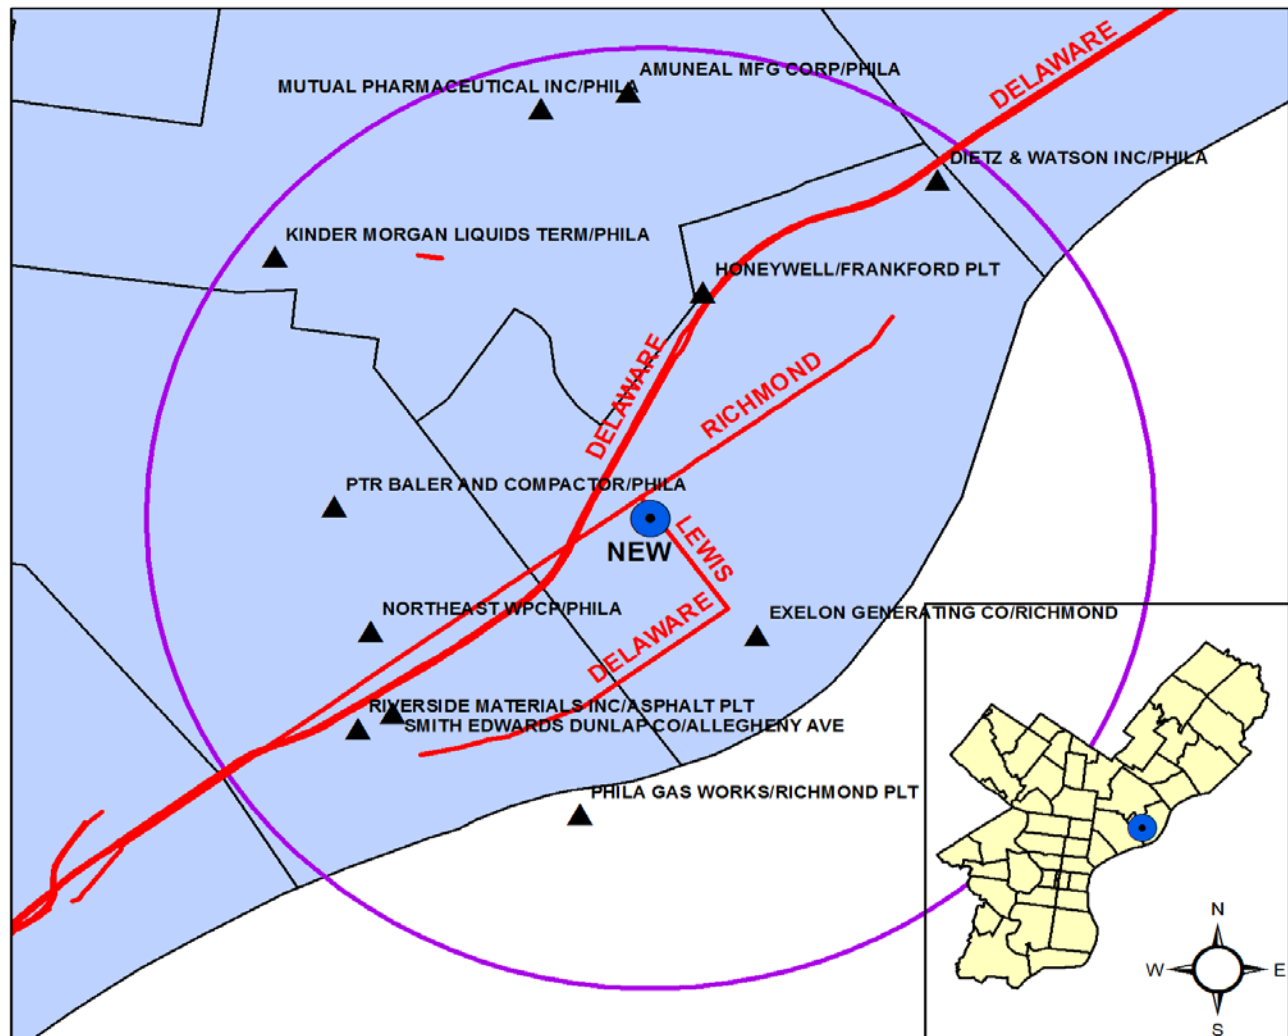 DELAWARE
AMUNEAL MFG CORP/PHILA
MUTUAL PHARMACEUTICAL INC/PHILA
DIETZ & WATSON INC/PHILA
KINDER MORGAN LIQUIDS TERM/PHILA
HONEYWELL/FRANKFORD PLT
DELAWARE
RICHMOND
PTR BALER AND COMPACTOR/PHILA
LEWIS
NEW
NORTHEAST WPCP/PHILA
DELAWARE
EXELON GENERATING CO/RICHMOND
RIVERSIDE MATERIALS INC/ASPHALT PLT
SMITH EDWARDS DUNLAP CO/ALLEGHENY AVE
PHILA GAS WORKS/RICHMOND PLT
N
W
E
S